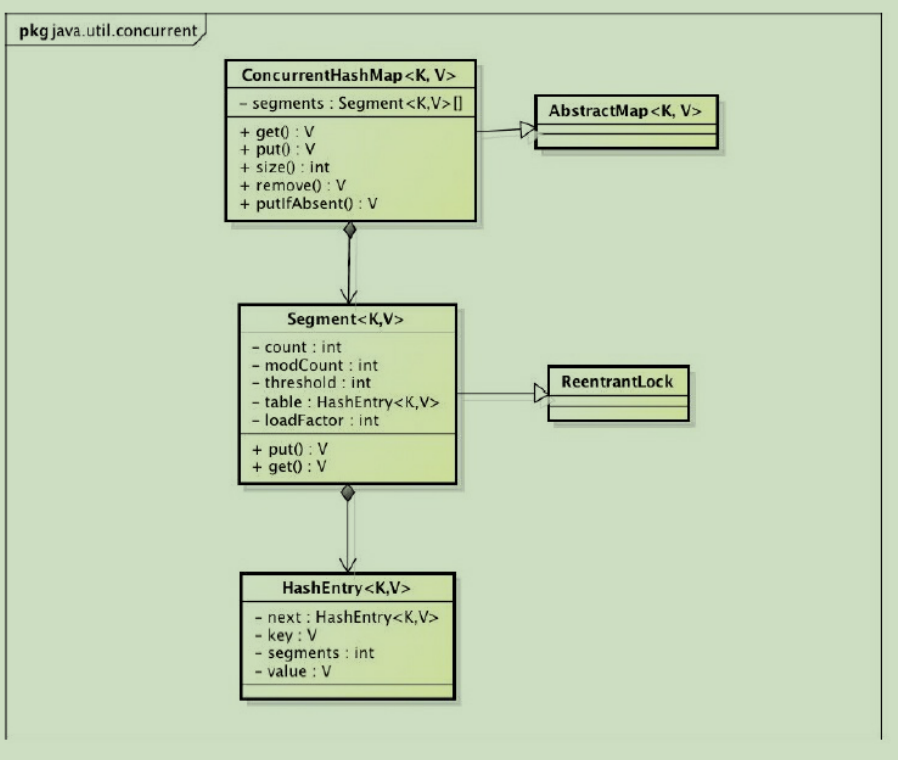 pkg java.util.concurrent
ConcurrentHashMap<K, V>
- segments : Segment<K,V>[]
+ get() : V
+ put() : V
+ size() : int
+ remove() : V
+ putIfAbsent() : V
AbstractMap<K, V>
Segment<K,V>
- count : int
- modCount : int
- threshold : int
- table : HashEntry<K,V>
- loadFactor : int
+ put() : V
+ get() : V
ReentrantLock
HashEntry<K,V>
- next : HashEntry<K,V>
- key : V
- segments : int
- value : V